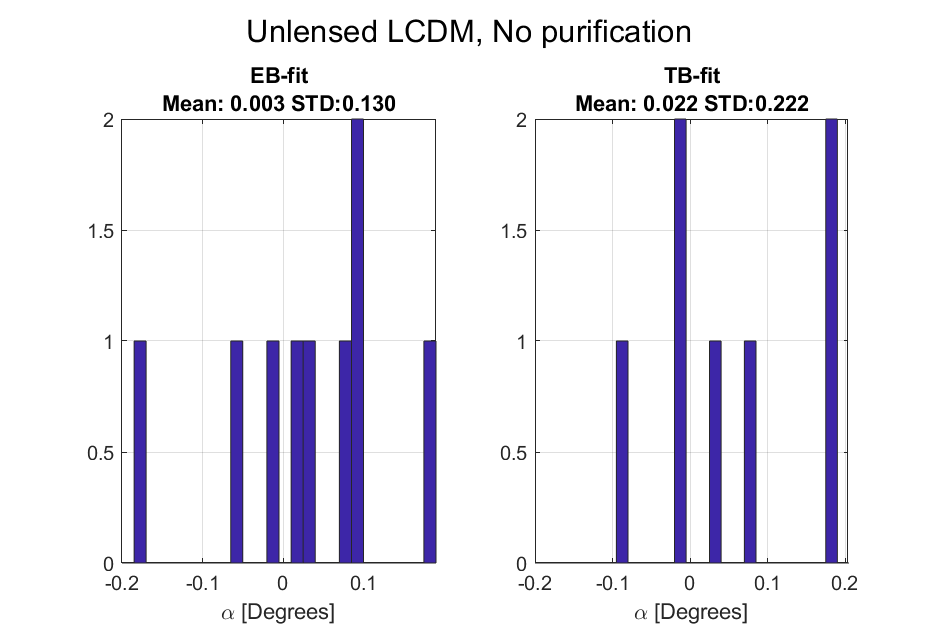 Unlensed LCDM, No purification
EB-fit
Mean: 0.003 STD:0.130
2
1.5
1
0.5
0
-0.2
-0.1
0
0.1
α [Degrees]
TB-fit
Mean: 0.022 STD:0.222
2
1.5
1
0.5
0
-0.2
-0.1
0
0.1
0.2
α [Degrees]